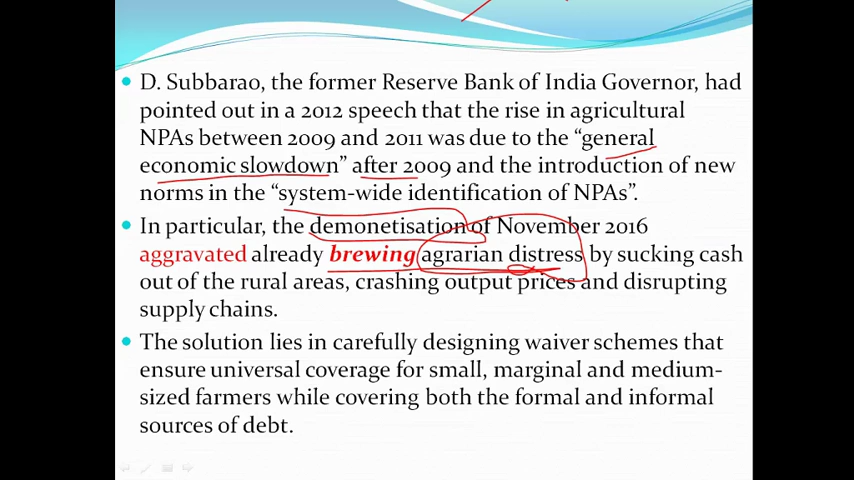 D. Subbarao, the former Reserve Bank of India Governor, had
pointed out in a 2012 speech that the rise in agricultural
NPAs between 2009 and 2011 was due to the “general
economic slowdown” after 2009 and the introduction of new
norms in the “system-wide identification of NPAs”.
In particular, the demonetisation of November 2016
aggravated already brewing agrarian distress by sucking cash
out of the rural areas, crashing output prices and disrupting
supply chains.
The solution lies in carefully designing waiver schemes that
ensure universal coverage for small, marginal and medium-
sized farmers while covering both the formal and informal
sources of debt.